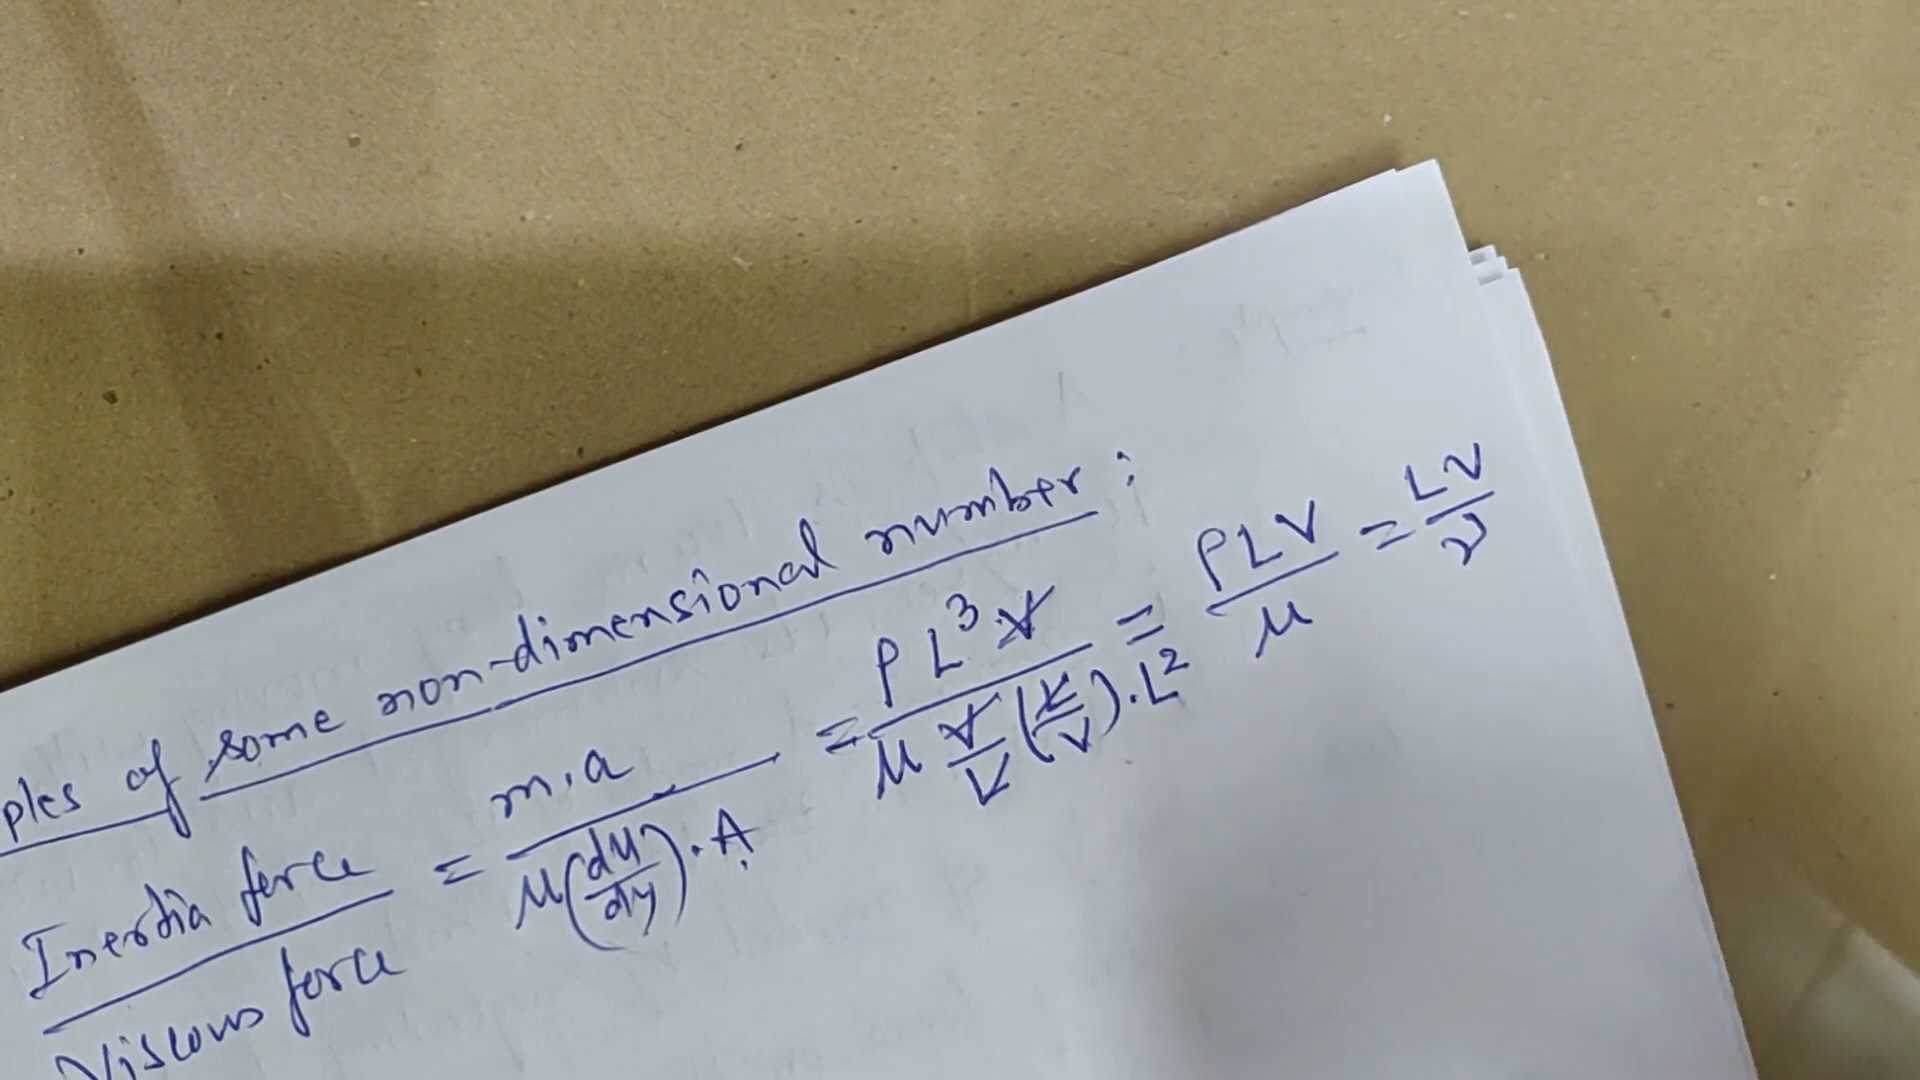 ples of some non-dimensional number :
Inertia force / Viscous force = m.a / μ(du/dy).A = ρL³.V / μ V/L (L/V).L² = ρLV / μ = LV / ν